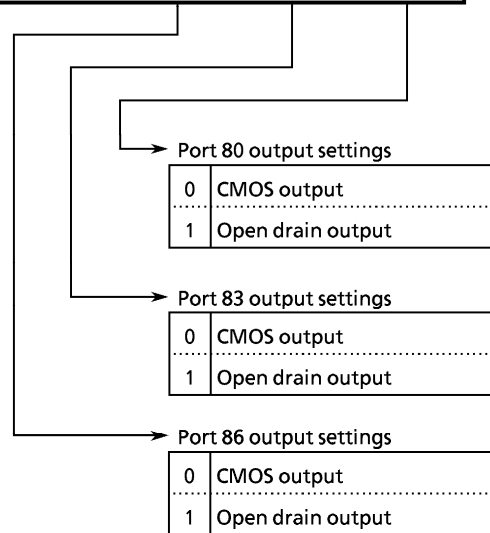 Port 80 output settings
0 CMOS output
1 Open drain output
Port 83 output settings
0 CMOS output
1 Open drain output
Port 86 output settings
0 CMOS output
1 Open drain output